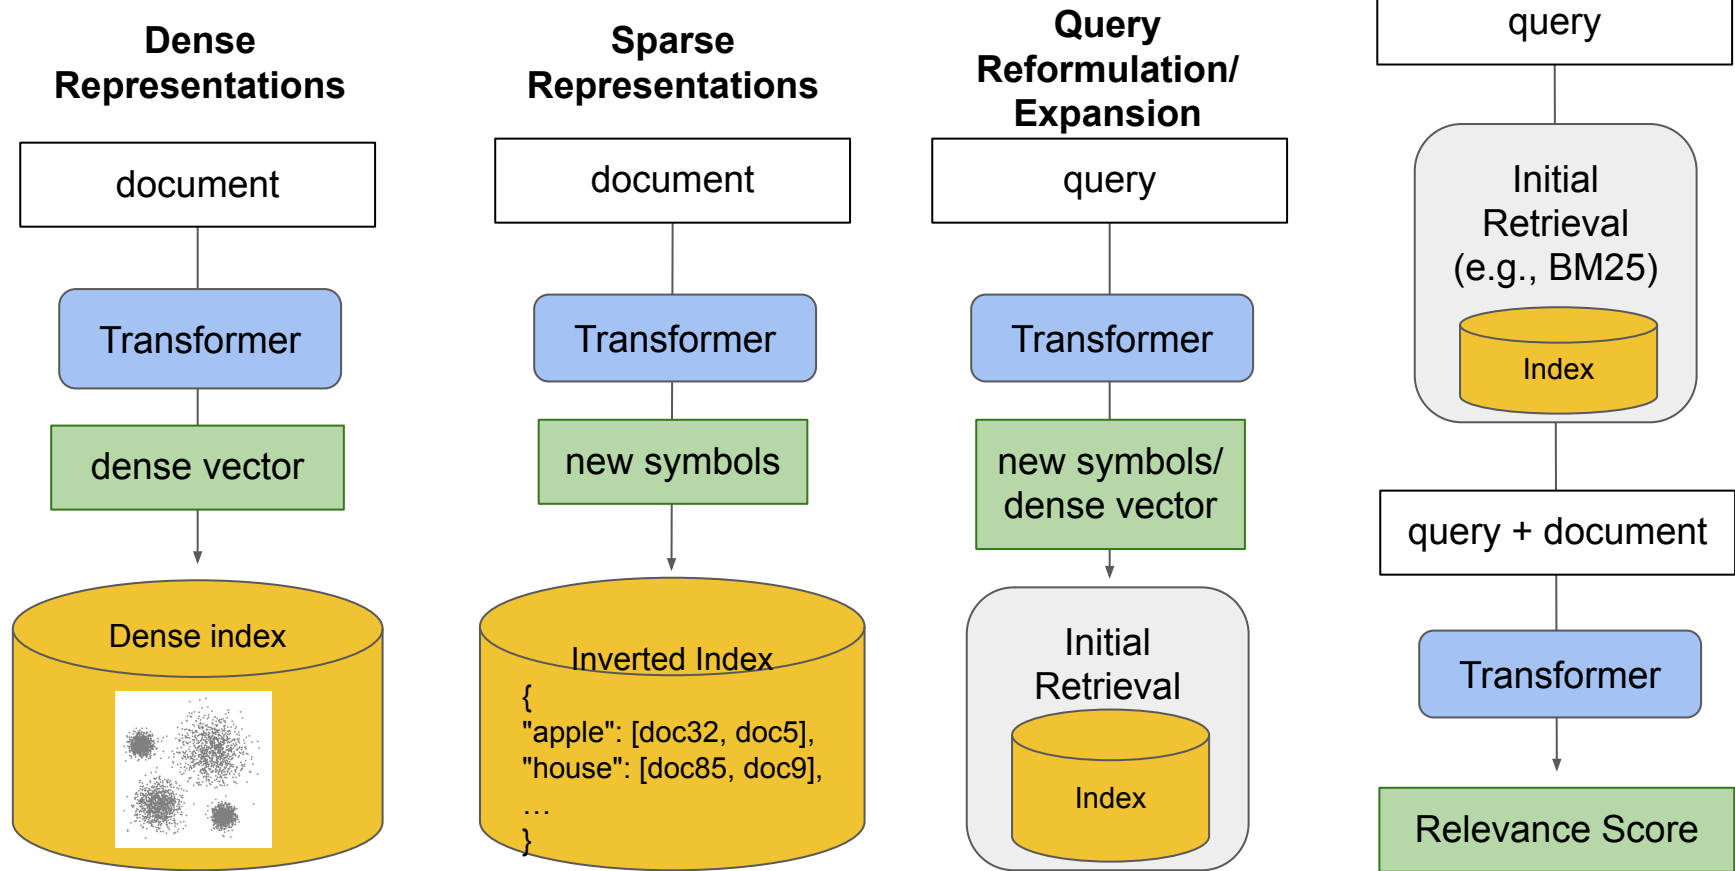 Dense
Representations
document
Transformer
dense vector
Dense index
Sparse
Representations
document
Transformer
new symbols
Inverted Index
{
"apple": [doc32, doc5],
"house": [doc85, doc9],
…
}
Query
Reformulation/
Expansion
query
Transformer
new symbols/
dense vector
Initial
Retrieval
Index
query
Initial
Retrieval
(e.g., BM25)
Index
query + document
Transformer
Relevance Score